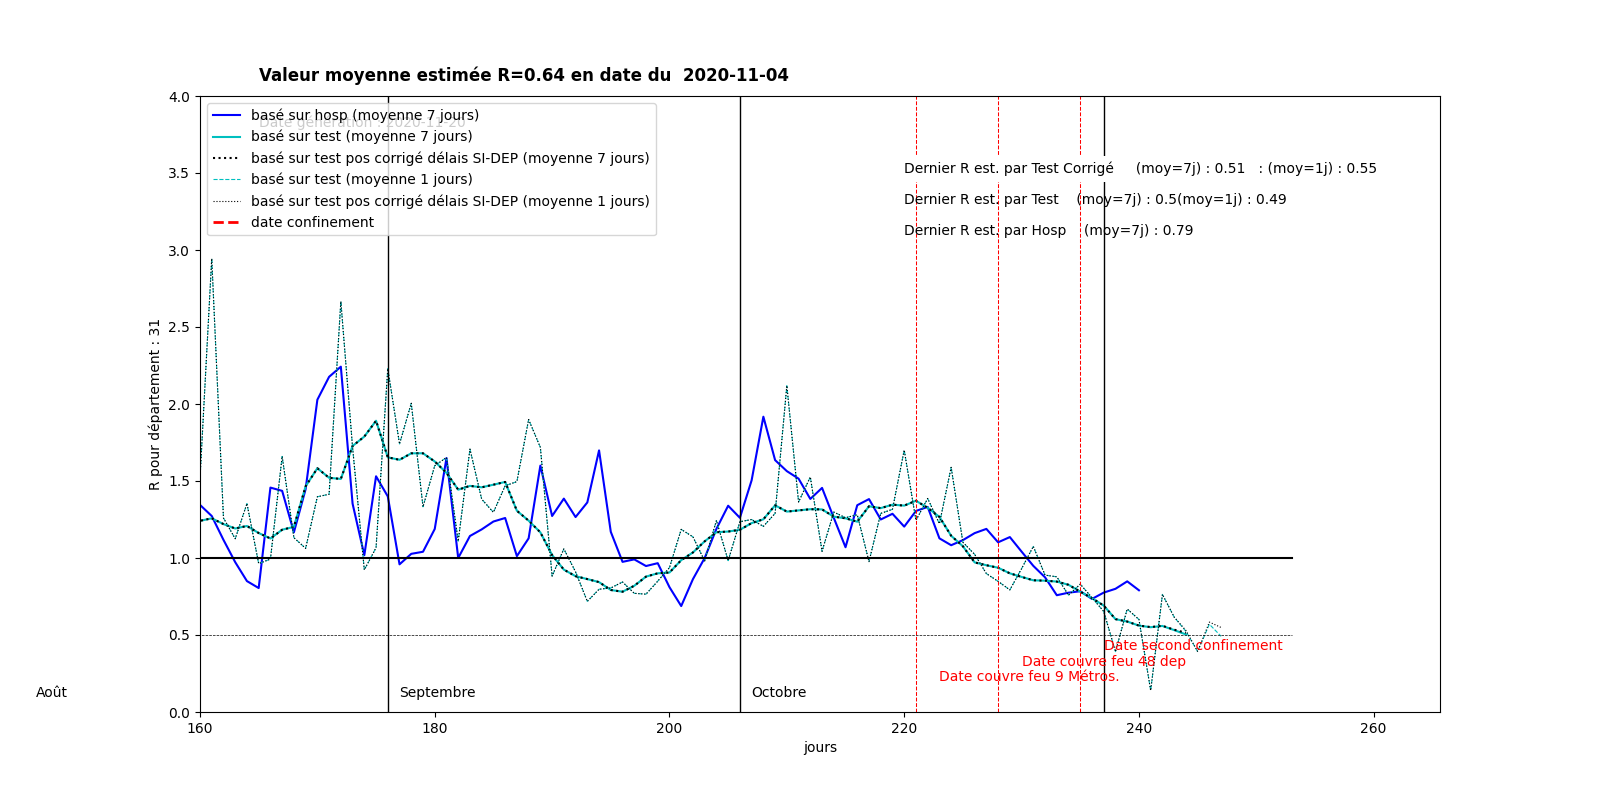 Valeur moyenne estimée R=0.64 en date du  2020-11-04
4.0
3.5
3.0
2.5
2.0
1.5
1.0
0.5
0.0
R pour département : 31
basé sur hosp (moyenne 7 jours)
Date génération : 2020-11-20
basé sur test (moyenne 7 jours)
basé sur test pos corrigé délais SI-DEP (moyenne 7 jours)
basé sur test (moyenne 1 jours)
basé sur test pos corrigé délais SI-DEP (moyenne 1 jours)
date confinement
Dernier R est. par Test Corrigé     (moy=7j) : 0.51   : (moy=1j) : 0.55
Dernier R est. par Test    (moy=7j) : 0.5(moy=1j) : 0.49
Dernier R est. par Hosp    (moy=7j) : 0.79
Date second confinement
Date couvre feu 48 dep
Date couvre feu 9 Métros.
Août
Septembre
Octobre
160
180
200
220
240
260
jours